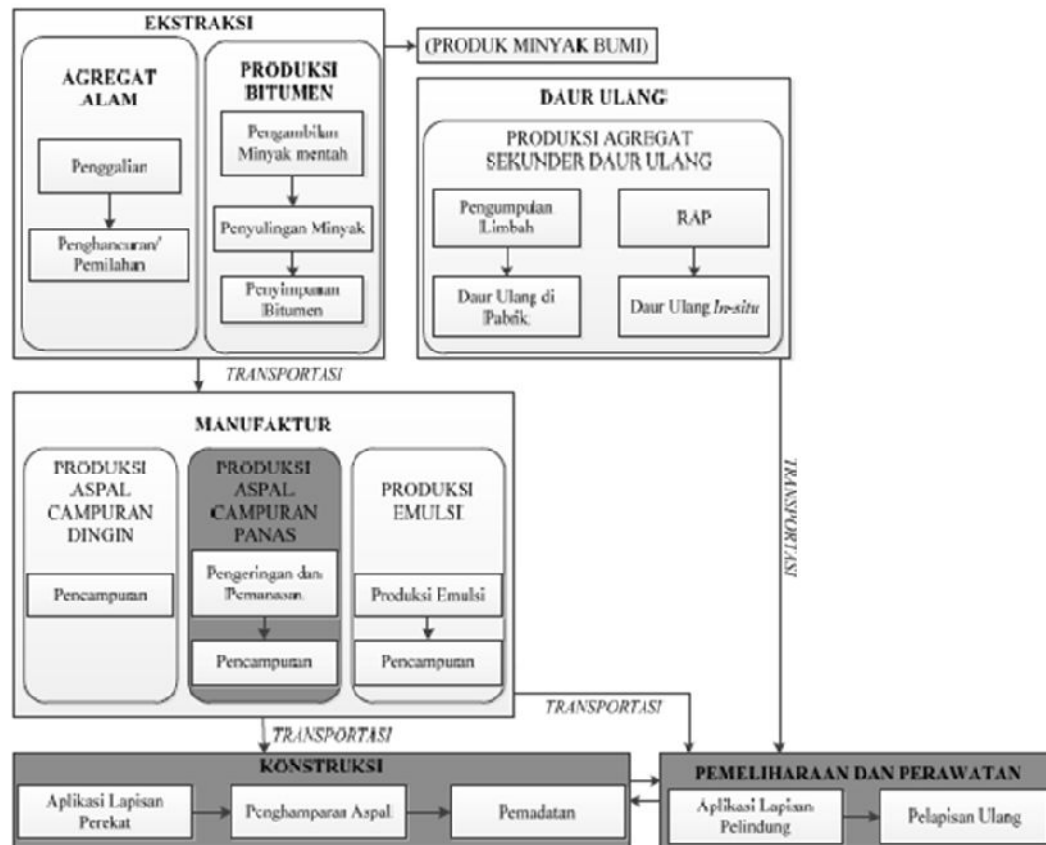 EKSTRAKSI
AGREGAT
ALAM
Penggalian
Penghancuran/
Pemilahan
PRODUKSI
BITUMEN
Pengambilan
Minyak mentah
Penyulingan Minyak
Penyimpanan
Bitumen
(PRODUK MINYAK BUMI)
DAUR ULANG
PRODUKSI AGREGAT
SEKUNDER DAUR ULANG
Pengumpulan
Limbah
Daur Ulang di
Pabrik
RAP
Daur Ulang In-situ
TRANSPORTASI
TRANSPORTASI
MANUFAKTUR
PRODUKSI
ASPAL
CAMPURAN
DINGIN
Pencampuran
PRODUKSI
ASPAL
CAMPURAN
PANAS
Pengeringan dan
Pemanasan
Pencampuran
PRODUKSI
EMULSI
Produksi Emulsi
Pencampuran
TRANSPORTASI
TRANSPORTASI
KONSTRUKSI
Aplikasi Lapisan
Perekat
Penghamparan Aspal
Pemadatan
PEMELIHARAAN DAN PERAWATAN
Aplikasi Lapisan
Pelindung
Pelapisan Ulang